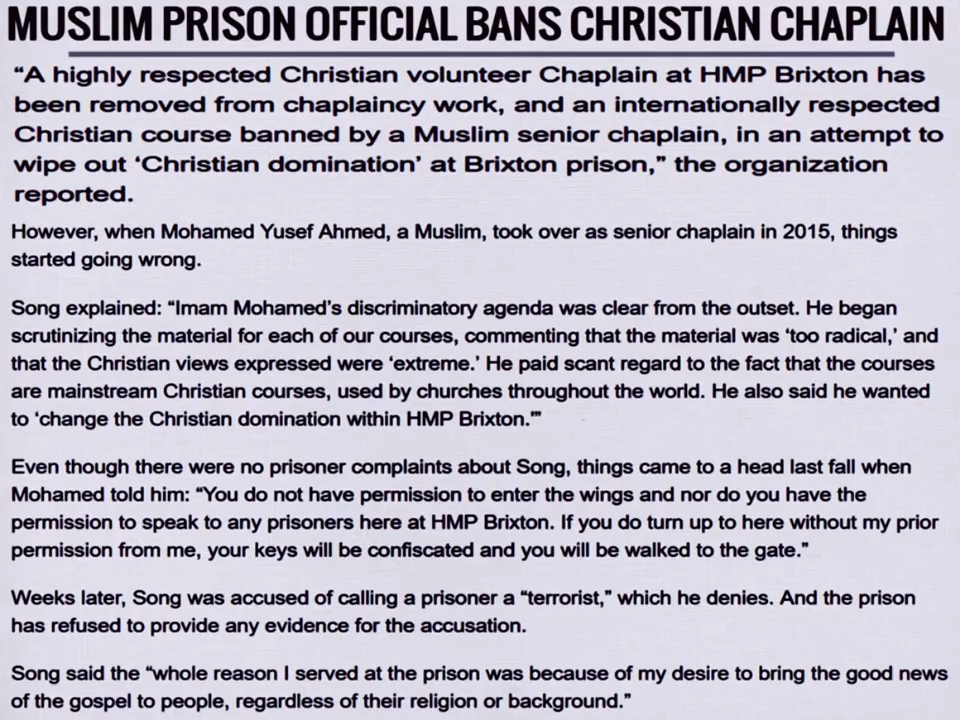 MUSLIM PRISON OFFICIAL BANS CHRISTIAN CHAPLAIN
“A highly respected Christian volunteer Chaplain at HMP Brixton has
been removed from chaplaincy work, and an internationally respected
Christian course banned by a Muslim senior chaplain, in an attempt to
wipe out ‘Christian domination’ at Brixton prison,” the organization
reported.
However, when Mohamed Yusef Ahmed, a Muslim, took over as senior chaplain in 2015, things
started going wrong.
Song explained: “Imam Mohamed’s discriminatory agenda was clear from the outset. He began
scrutinizing the material for each of our courses, commenting that the material was ‘too radical,’ and
that the Christian views expressed were ‘extreme.’ He paid scant regard to the fact that the courses
are mainstream Christian courses, used by churches throughout the world. He also said he wanted
to ‘change the Christian domination within HMP Brixton.’”
Even though there were no prisoner complaints about Song, things came to a head last fall when
Mohamed told him: “You do not have permission to enter the wings and nor do you have the
permission to speak to any prisoners here at HMP Brixton. If you do turn up to here without my prior
permission from me, your keys will be confiscated and you will be walked to the gate.”
Weeks later, Song was accused of calling a prisoner a “terrorist,” which he denies. And the prison
has refused to provide any evidence for the accusation.
Song said the “whole reason I served at the prison was because of my desire to bring the good news
of the gospel to people, regardless of their religion or background.”